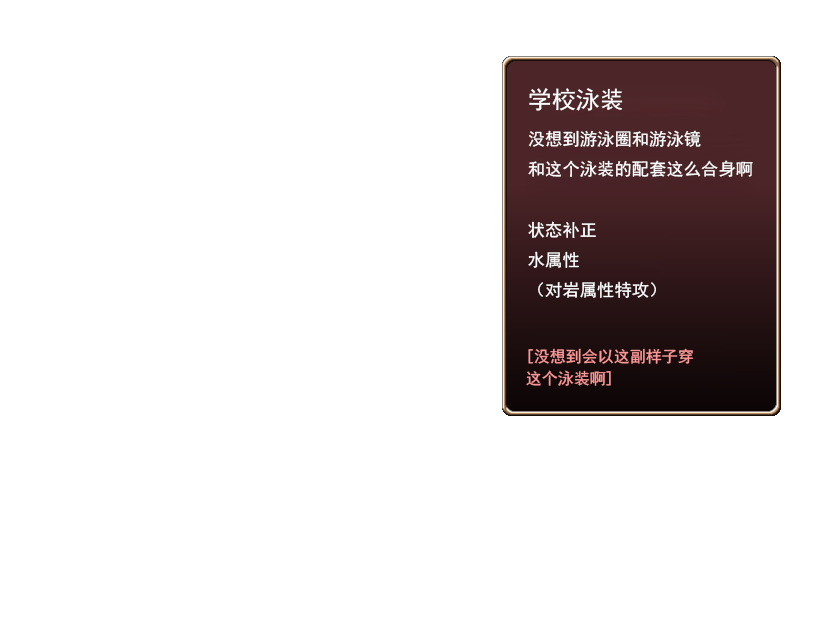 学校泳装
没想到游泳圈和游泳镜
和这个泳装的配套这么合身啊
状态补正
水属性
（对岩属性特攻）
[没想到会以这副样子穿
这个泳装啊]